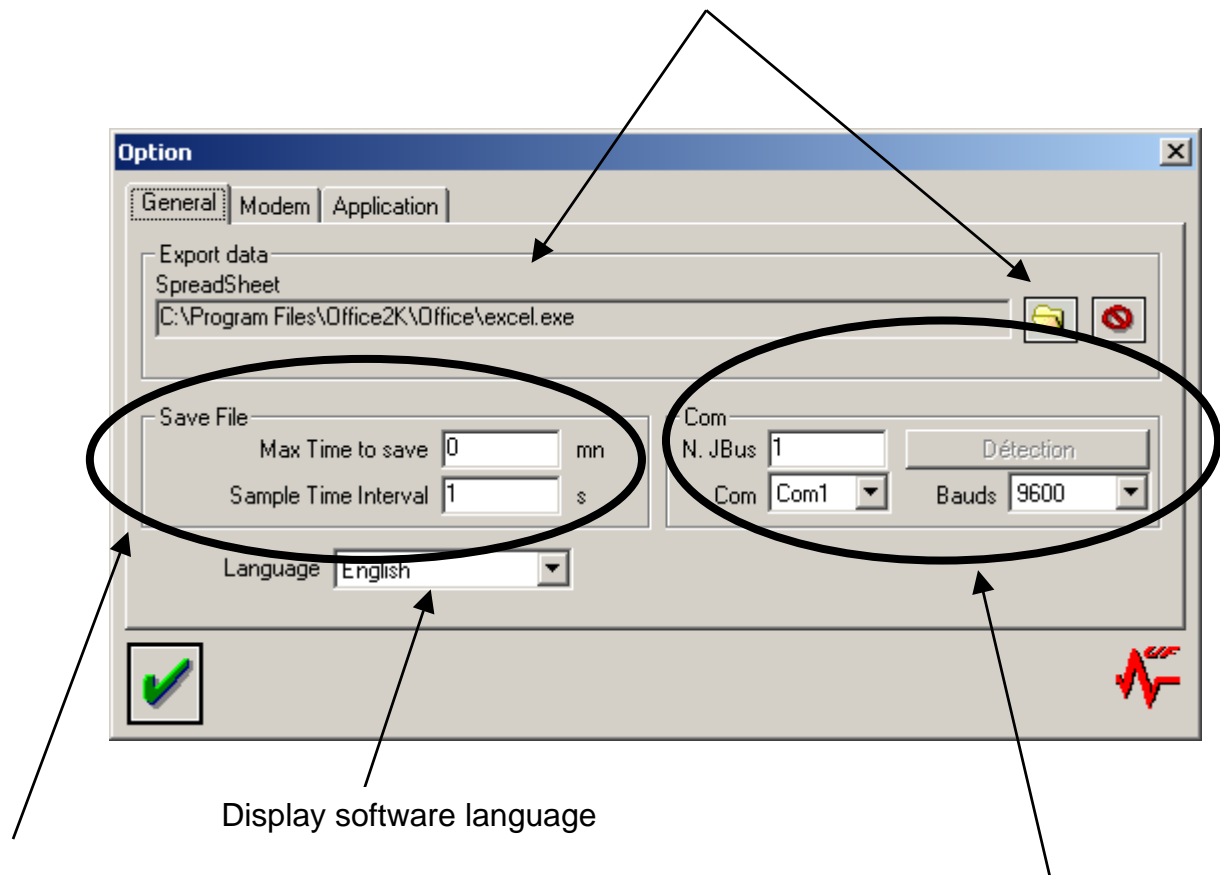 Option
General Modem Application
Export data
SpreadSheet
C:\Program Files\Office2K\Office\excel.exe
Save File
Max Time to save 0 mn
Sample Time Interval 1 s
Com
N. JBus 1 Détection
Com Com1 Bauds 9600
Language English
Display software language